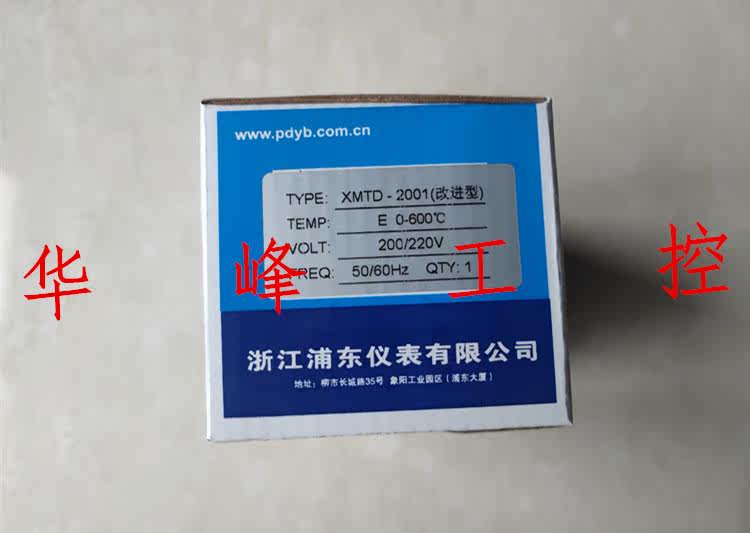 www.pdyb.com.cn
TYPE: XMTD-2001(改进型)
TEMP: E 0-600℃
VOLT: 200/220V
FREQ: 50/60Hz QTY: 1
华峰工控
浙江浦东仪表有限公司
地址：柳市长城路35号 象阳工业园区（浦东大厦）